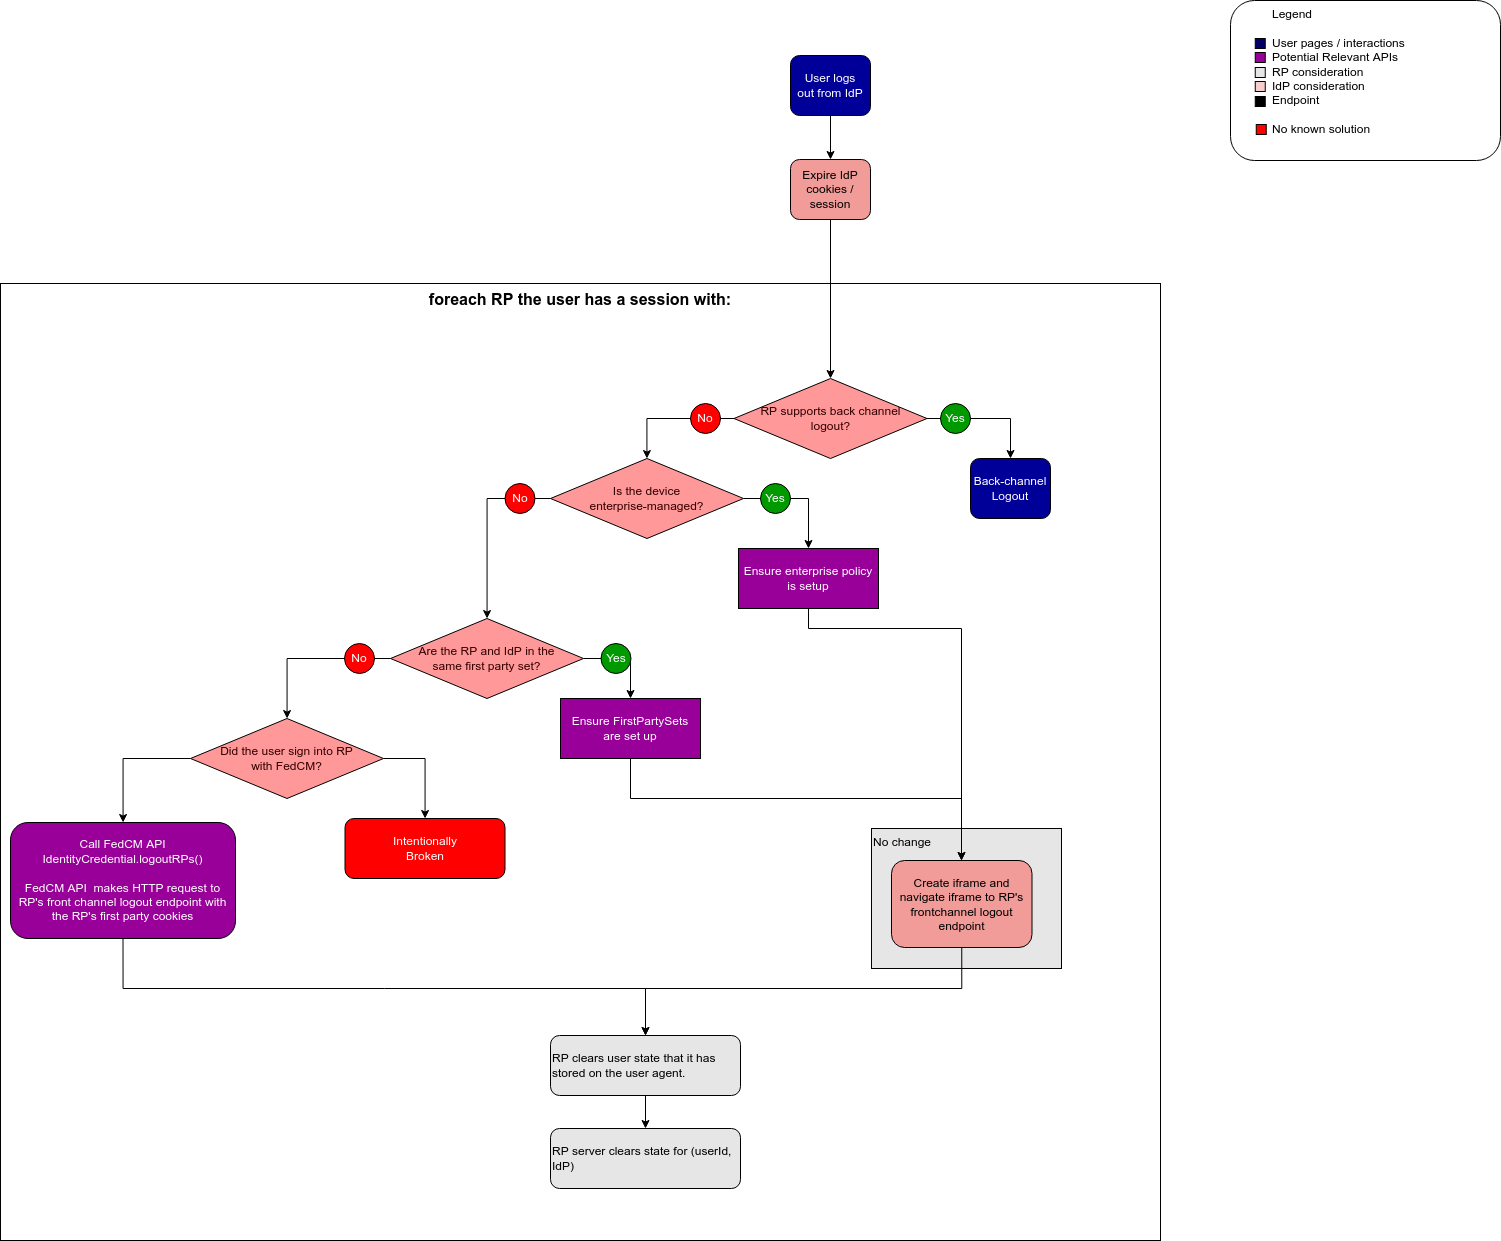 Legend
User pages / interactions
Potential Relevant APIs
RP consideration
IdP consideration
Endpoint
No known solution
User logs
out from IdP
Expire IdP
cookies /
session
foreach RP the user has a session with:
RP supports back channel
logout?
No
Yes
Back-channel
Logout
Is the device
enterprise-managed?
No
Yes
Ensure enterprise policy
is setup
Are the RP and IdP in the
same first party set?
No
Yes
Ensure FirstPartySets
are set up
Did the user sign into RP
with FedCM?
Call FedCM API
IdentityCredential.logoutRPs()
FedCM API  makes HTTP request to
RP's front channel logout endpoint with
the RP's first party cookies
Intentionally
Broken
No change
Create iframe and
navigate iframe to RP's
frontchannel logout
endpoint
RP clears user state that it has
stored on the user agent.
RP server clears state for (userId,
IdP)